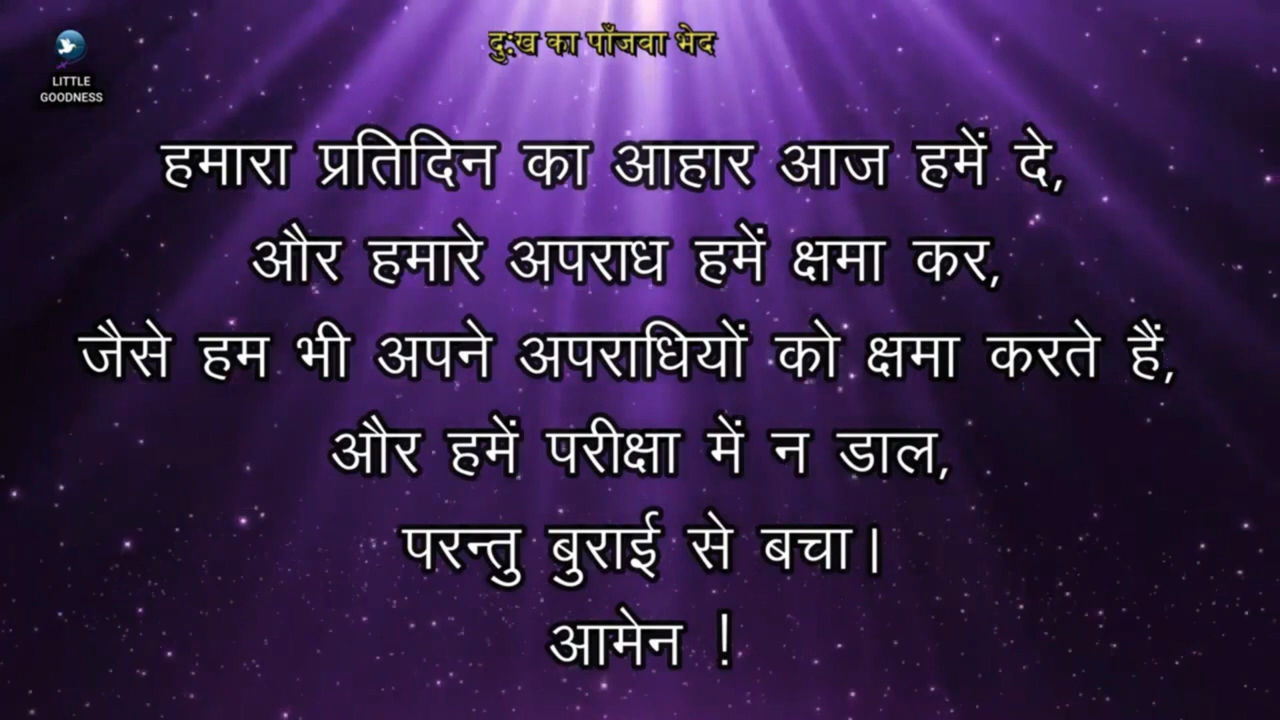 दुःख का पाँजवा भेद
LITTLE
GOODNESS
हमारा प्रतिदिन का आहार आज हमें दे,
और हमारे अपराध हमें क्षमा कर,
जैसे हम भी अपने अपराधियों को क्षमा करते हैं,
और हमें परीक्षा में न डाल,
परन्तु बुराई से बचा।
आमेन !